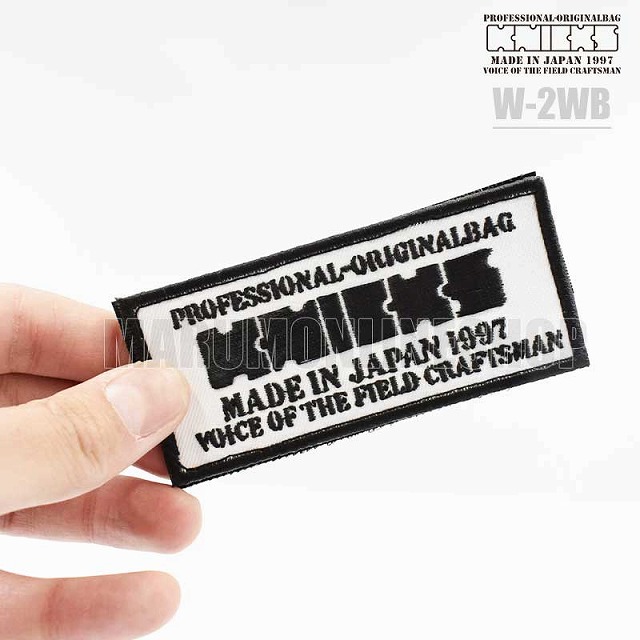 PROFESSIONAL-ORIGINALBAG
KNICKS
MADE IN JAPAN 1997
VOICE OF THE FIELD CRAFTSMAN
W-2WB
PROFESSIONAL-ORIGINALBAG
KNICKS
MADE IN JAPAN 1997
VOICE OF THE FIELD CRAFTSMAN